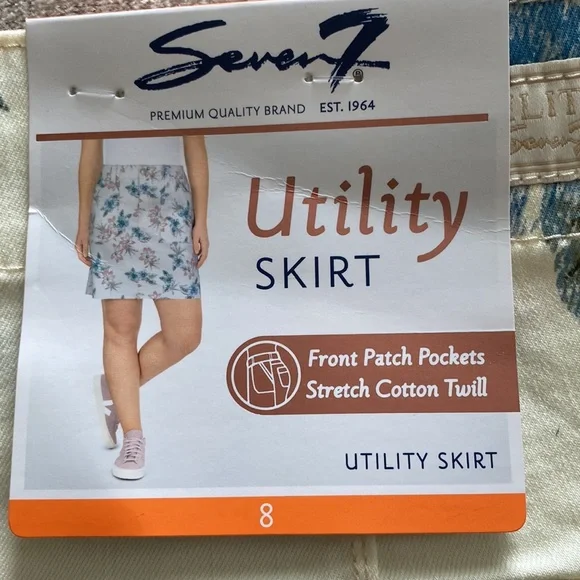 Seven7
®
PREMIUM QUALITY BRAND EST. 1964
Utility
SKIRT
Front Patch Pockets
Stretch Cotton Twill
UTILITY SKIRT
8